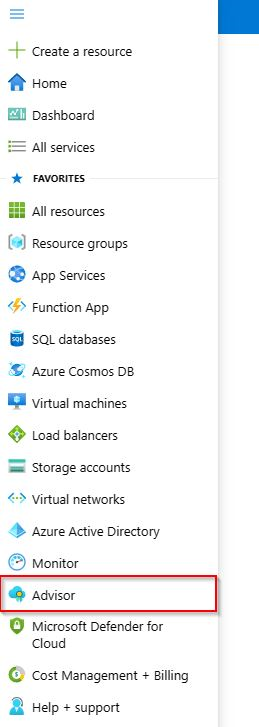 Create a resource
Home
Dashboard
All services
FAVORITES
All resources
Resource groups
App Services
Function App
SQL databases
Azure Cosmos DB
Virtual machines
Load balancers
Storage accounts
Virtual networks
Azure Active Directory
Monitor
Advisor
Microsoft Defender for
Cloud
Cost Management + Billing
Help + support